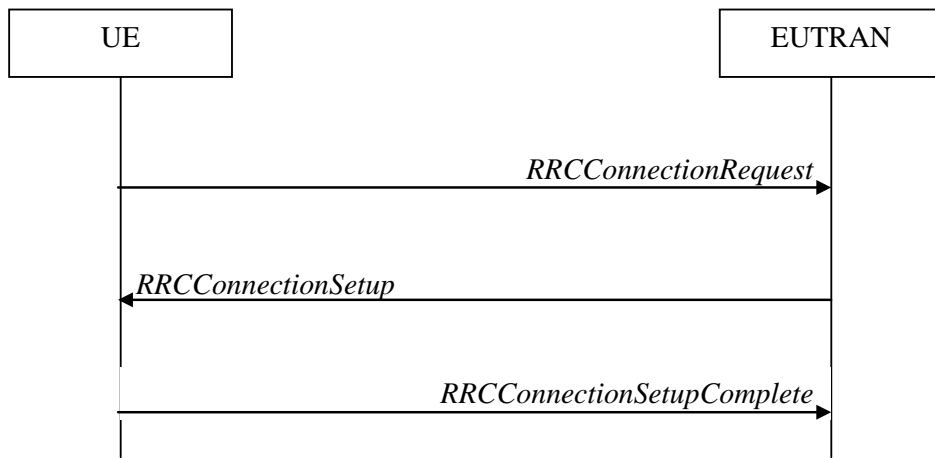 UE
EUTRAN
RRCConnectionRequest
RRCConnectionSetup
RRCConnectionSetupComplete